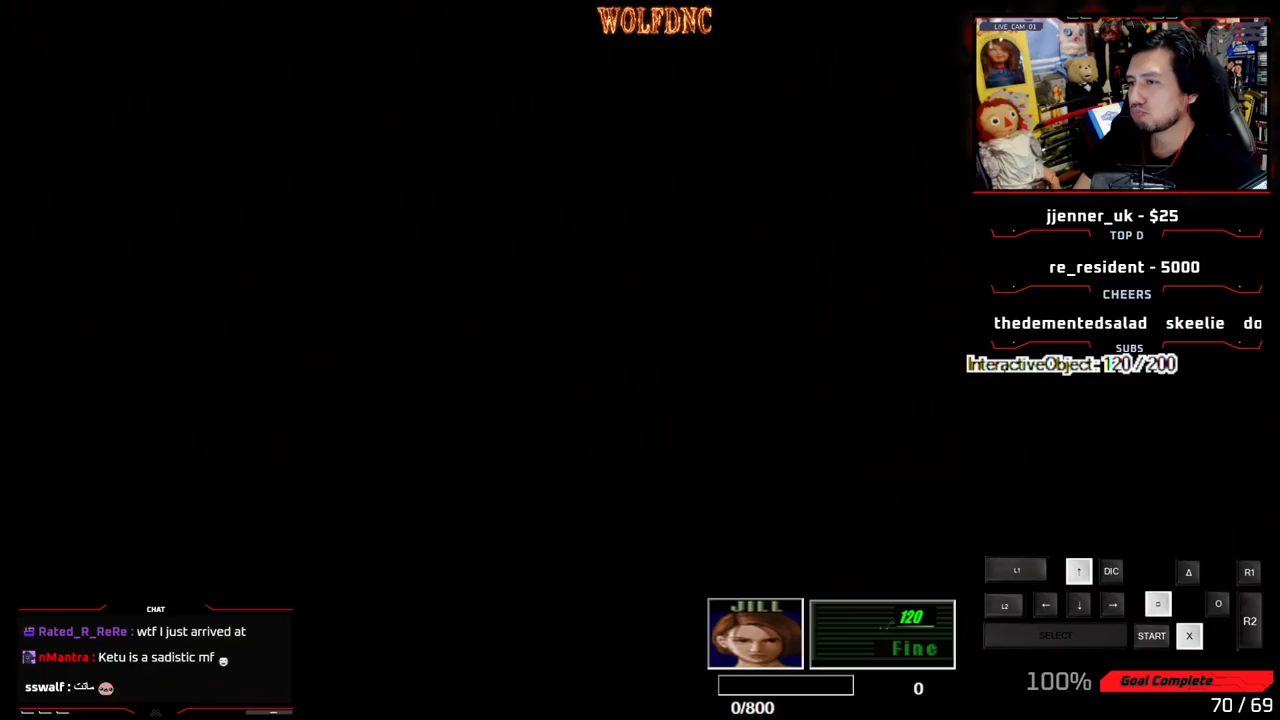 WOLFDNC
LIVE CAM 01
jjenner_uk - $25
TOP D
re_resident - 5000
CHEERS
thedementedsalad skeelie do
SUBS
InteractiveObject: 120 / 200
L1 ↑ DIC Δ R1
L2 ← ↓ → □ O R2
SELECT START X
JILL
120
Fine
0
0/800
100% Goal Complete
70 / 69
CHAT
Rated_R_ReRe : wtf I just arrived at
nMantra : Ketu is a sadistic mf
sswalf : ماتت